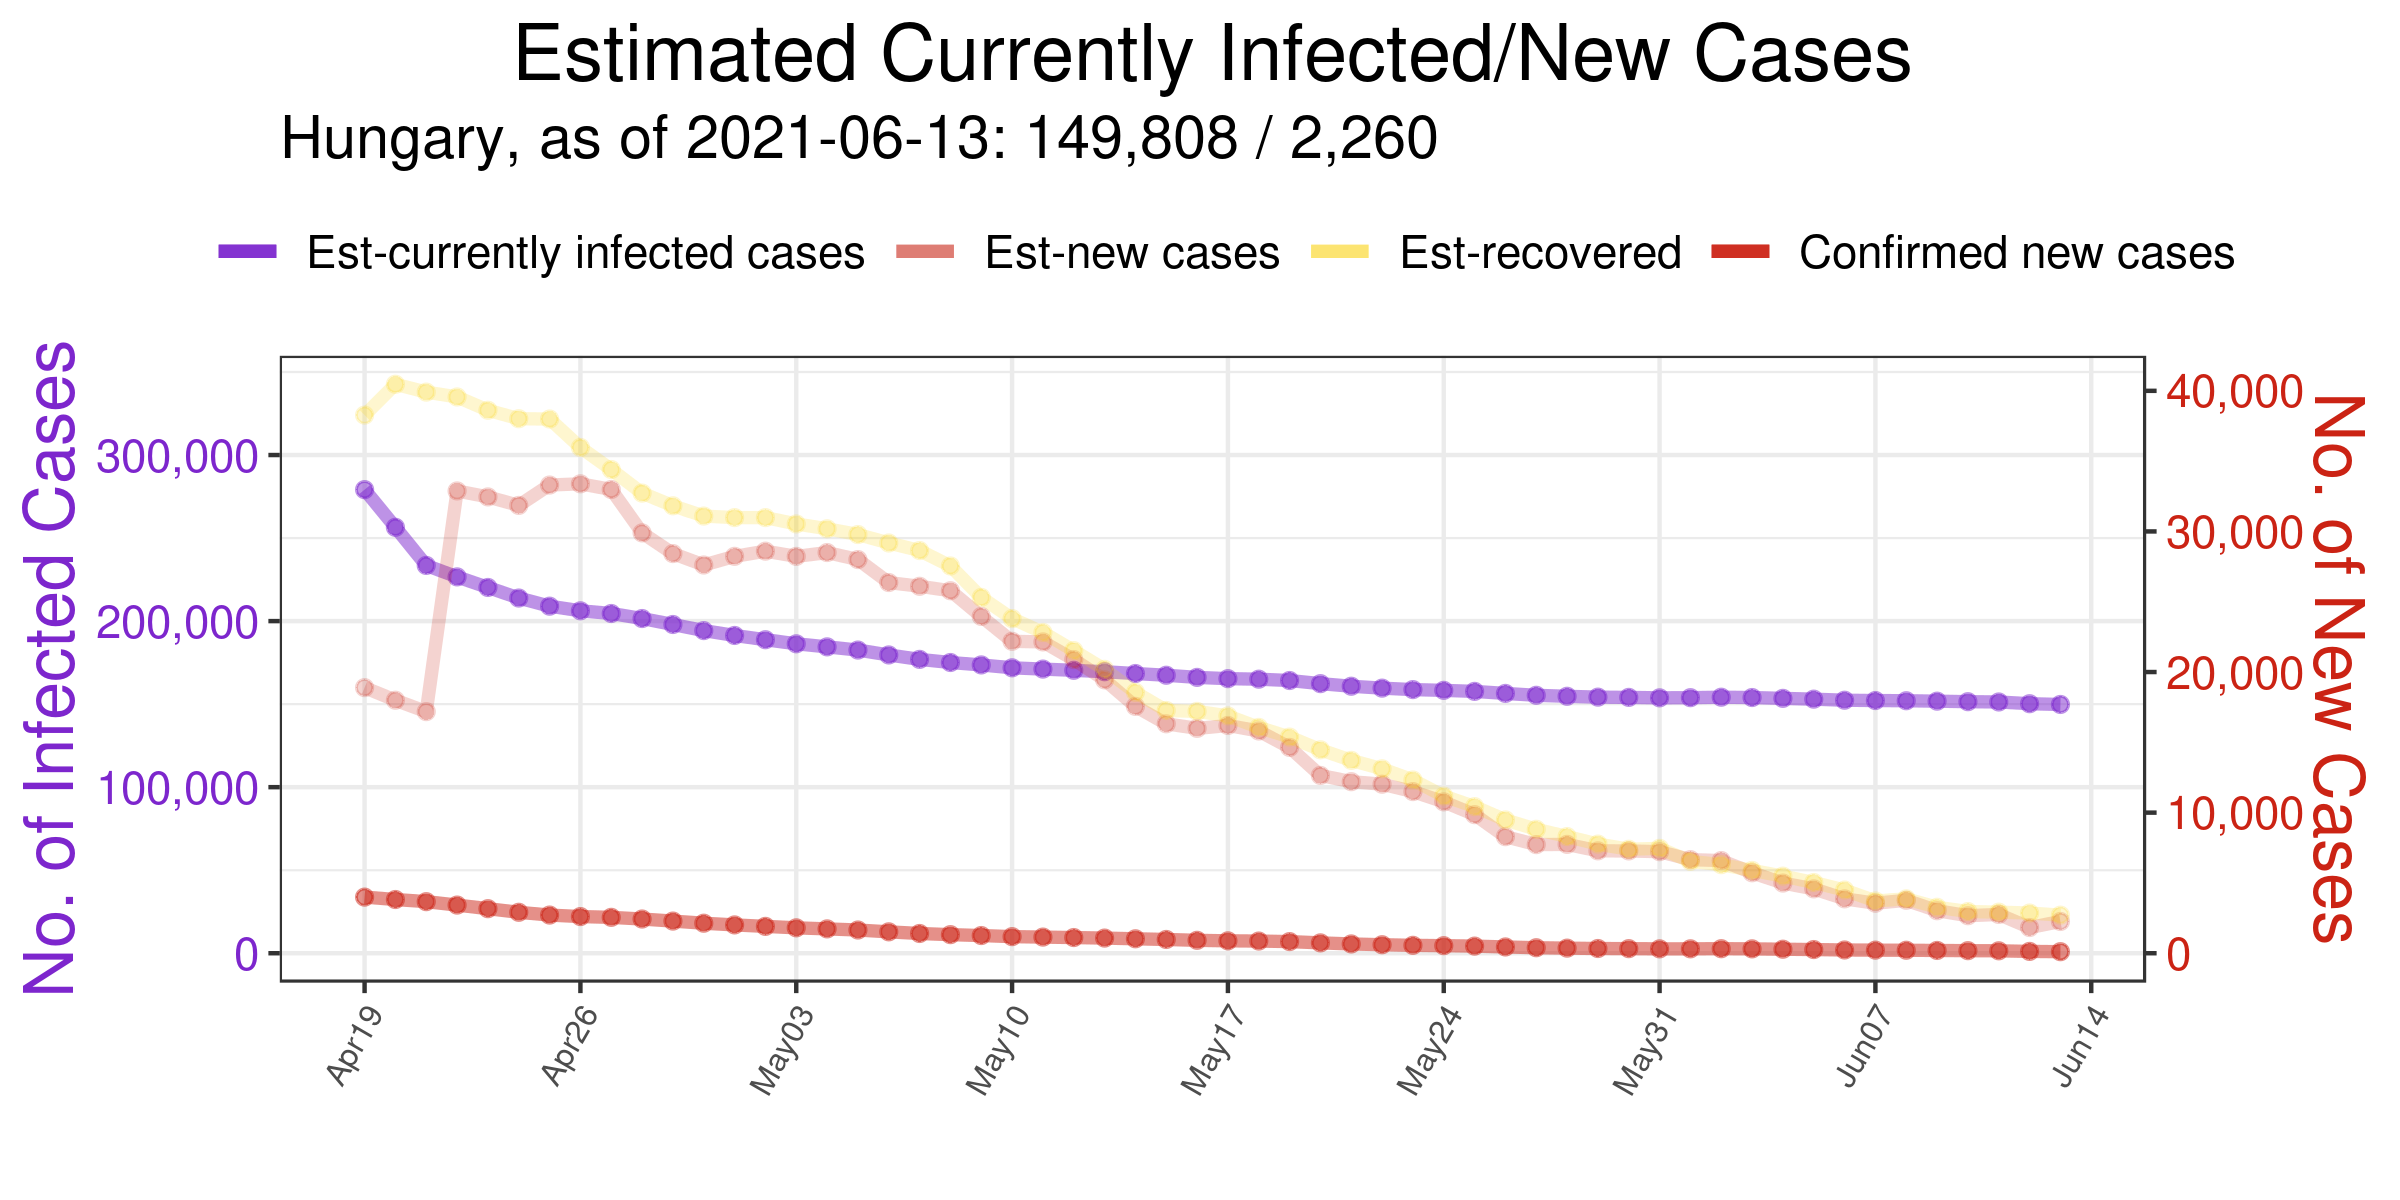 Estimated Currently Infected/New Cases
Hungary, as of 2021-06-13: 149,808 / 2,260
Est-currently infected cases Est-new cases Est-recovered Confirmed new cases
No. of Infected Cases
300,000
200,000
100,000
0
40,000
30,000
20,000
10,000
0
No. of New Cases
Apr19 Apr26 May03 May10 May17 May24 May31 Jun07 Jun14